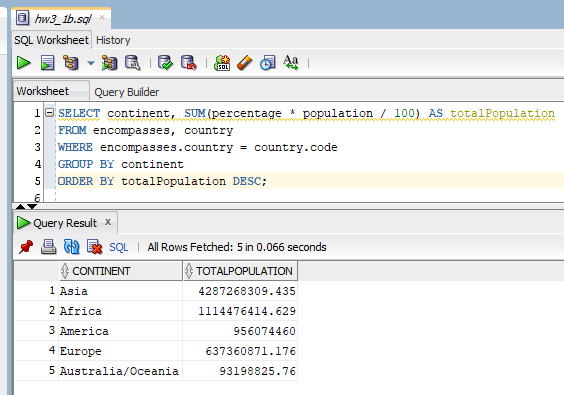 hw3_1b.sql
SQL Worksheet History
SQL
Aa
Worksheet Query Builder
1 SELECT continent, SUM(percentage * population / 100) AS totalPopulation
2 FROM encompasses, country
3 WHERE encompasses.country = country.code
4 GROUP BY continent
5 ORDER BY totalPopulation DESC;
6
Query Result x
SQL | All Rows Fetched: 5 in 0.066 seconds
CONTINENT TOTALPOPULATION
1 Asia 4287268309.435
2 Africa 1114476414.629
3 America 956074460
4 Europe 637360871.176
5 Australia/Oceania 93198825.76